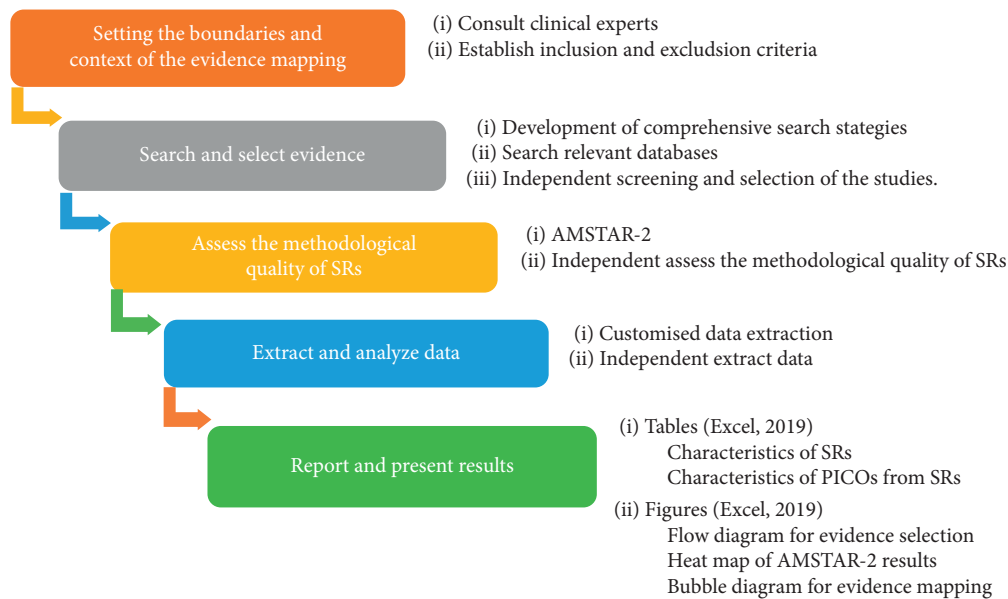 Setting the boundaries and
context of the evidence mapping
(i) Consult clinical experts
(ii) Establish inclusion and excludsion criteria
Search and select evidence
(i) Development of comprehensive search stategies
(ii) Search relevant databases
(iii) Independent screening and selection of the studies.
Assess the methodological
quality of SRs
(i) AMSTAR-2
(ii) Independent assess the methodological quality of SRs
Extract and analyze data
(i) Customised data extraction
(ii) Independent extract data
Report and present results
(i) Tables (Excel, 2019)
Characteristics of SRs
Characteristics of PICOs from SRs
(ii) Figures (Excel, 2019)
Flow diagram for evidence selection
Heat map of AMSTAR-2 results
Bubble diagram for evidence mapping